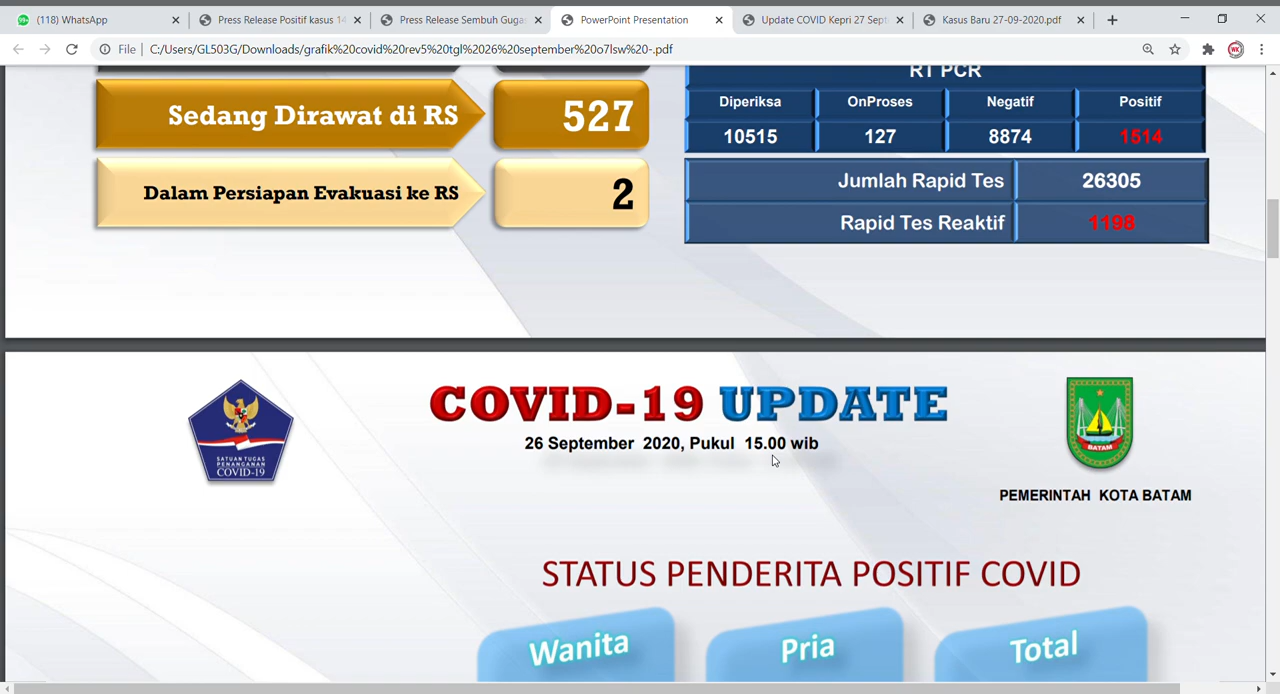 (118) WhatsApp
Press Release Positif kasus 14
Press Release Sembuh Gugas
PowerPoint Presentation
Update COVID Kepri 27 Sept
Kasus Baru 27-09-2020.pdf
File
C:/Users/GL503G/Downloads/grafik%20covid%20rev5%20tgl%2026%20september%20o7lsw%20-.pdf
WK
RT PCR
Sedang Dirawat di RS 527
Diperiksa OnProses Negatif Positif
10515 127 8874 1514
Dalam Persiapan Evakuasi ke RS 2
Jumlah Rapid Tes 26305
Rapid Tes Reaktif 1198
COVID-19 UPDATE
26 September 2020, Pukul 15.00 wib
SATUAN TUGAS
PENANGANAN
COVID-19
BATAM
PEMERINTAH KOTA BATAM
STATUS PENDERITA POSITIF COVID
Wanita Pria Total